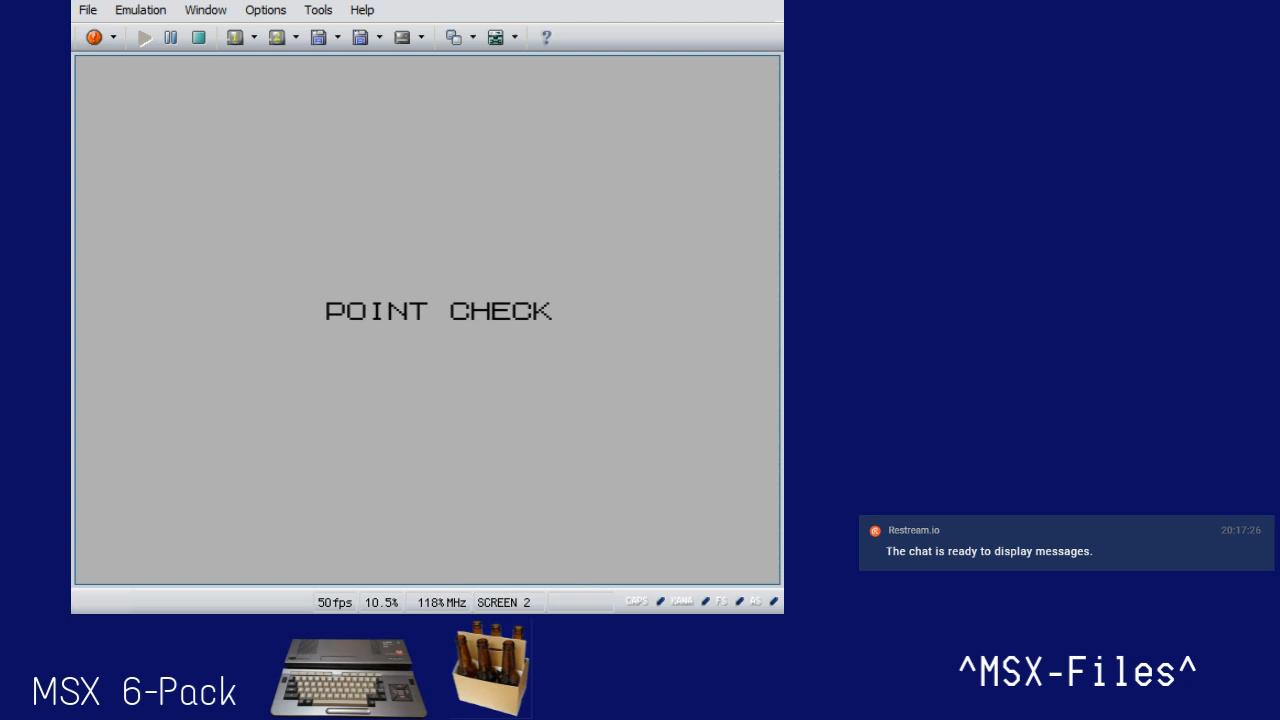 File Emulation Window Options Tools Help
POINT CHECK
Restream.io 20:17:26
The chat is ready to display messages.
50fps 10.5% 118% MHz SCREEN 2 CAPS KANA FS AS
MSX 6-Pack
^MSX-Files^